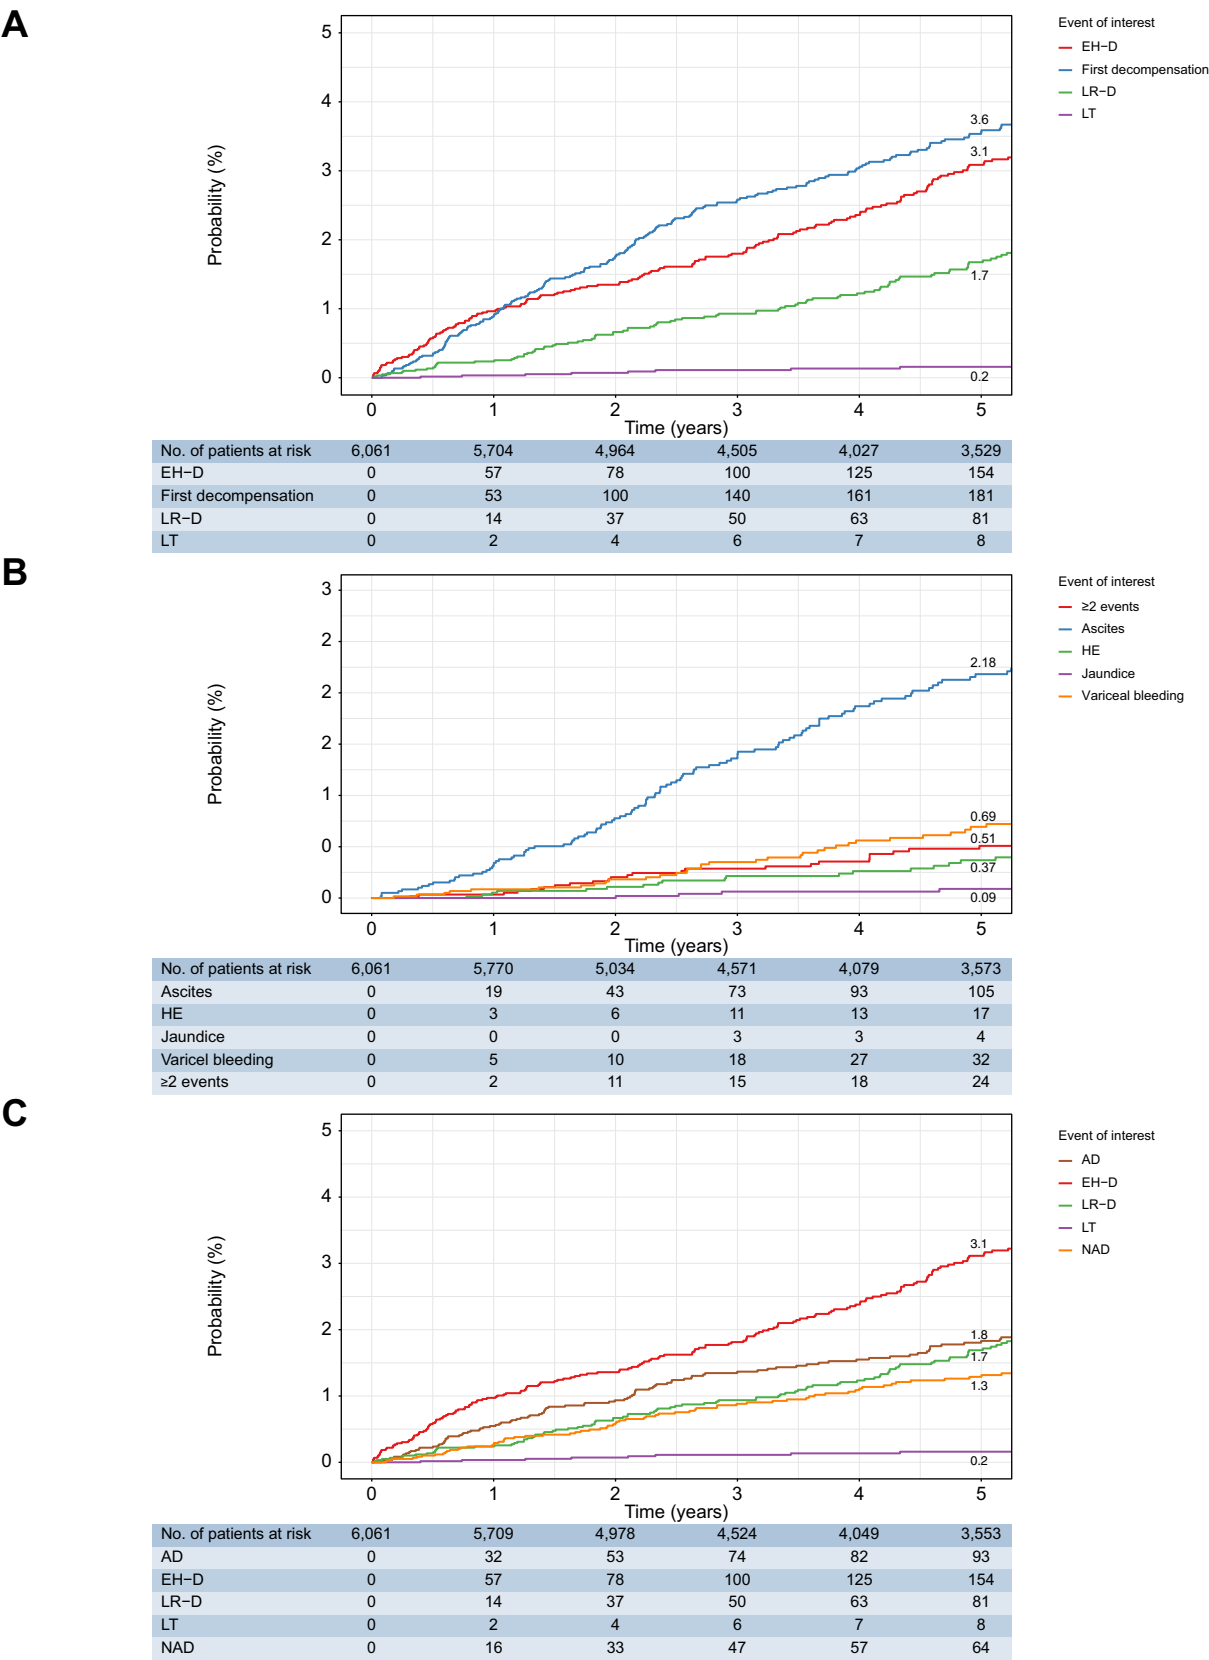 A
Probability (%)
5
4
3
2
1
0
3.6
3.1
1.7
0.2
0 1 2 3 4 5
Time (years)
Event of interest
EH−D
First decompensation
LR−D
LT
No. of patients at risk 6,061 5,704 4,964 4,505 4,027 3,529
EH−D 0 57 78 100 125 154
First decompensation 0 53 100 140 161 181
LR−D 0 14 37 50 63 81
LT 0 2 4 6 7 8
B
Probability (%)
3
2
2
2
1
0
0
2.18
0.69
0.51
0.37
0.09
0 1 2 3 4 5
Time (years)
Event of interest
≥2 events
Ascites
HE
Jaundice
Variceal bleeding
No. of patients at risk 6,061 5,770 5,034 4,571 4,079 3,573
Ascites 0 19 43 73 93 105
HE 0 3 6 11 13 17
Jaundice 0 0 0 3 3 4
Varicel bleeding 0 5 10 18 27 32
≥2 events 0 2 11 15 18 24
C
Probability (%)
5
4
3
2
1
0
3.1
1.8
1.7
1.3
0.2
0 1 2 3 4 5
Time (years)
Event of interest
AD
EH−D
LR−D
LT
NAD
No. of patients at risk 6,061 5,709 4,978 4,524 4,049 3,553
AD 0 32 53 74 82 93
EH−D 0 57 78 100 125 154
LR−D 0 14 37 50 63 81
LT 0 2 4 6 7 8
NAD 0 16 33 47 57 64